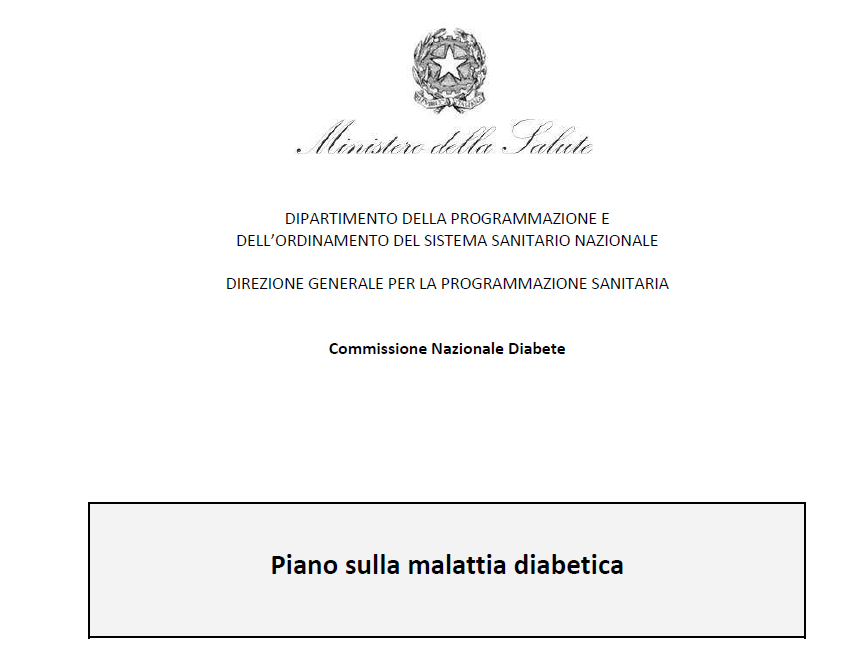 Ministero della Salute
DIPARTIMENTO DELLA PROGRAMMAZIONE E
DELL’ORDINAMENTO DEL SISTEMA SANITARIO NAZIONALE
DIREZIONE GENERALE PER LA PROGRAMMAZIONE SANITARIA
Commissione Nazionale Diabete
Piano sulla malattia diabetica